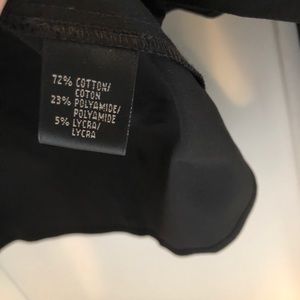 72% COTTON/
COTON
23% POLYAMIDE/
POLYAMIDE
5% LYCRA/
LYCRA